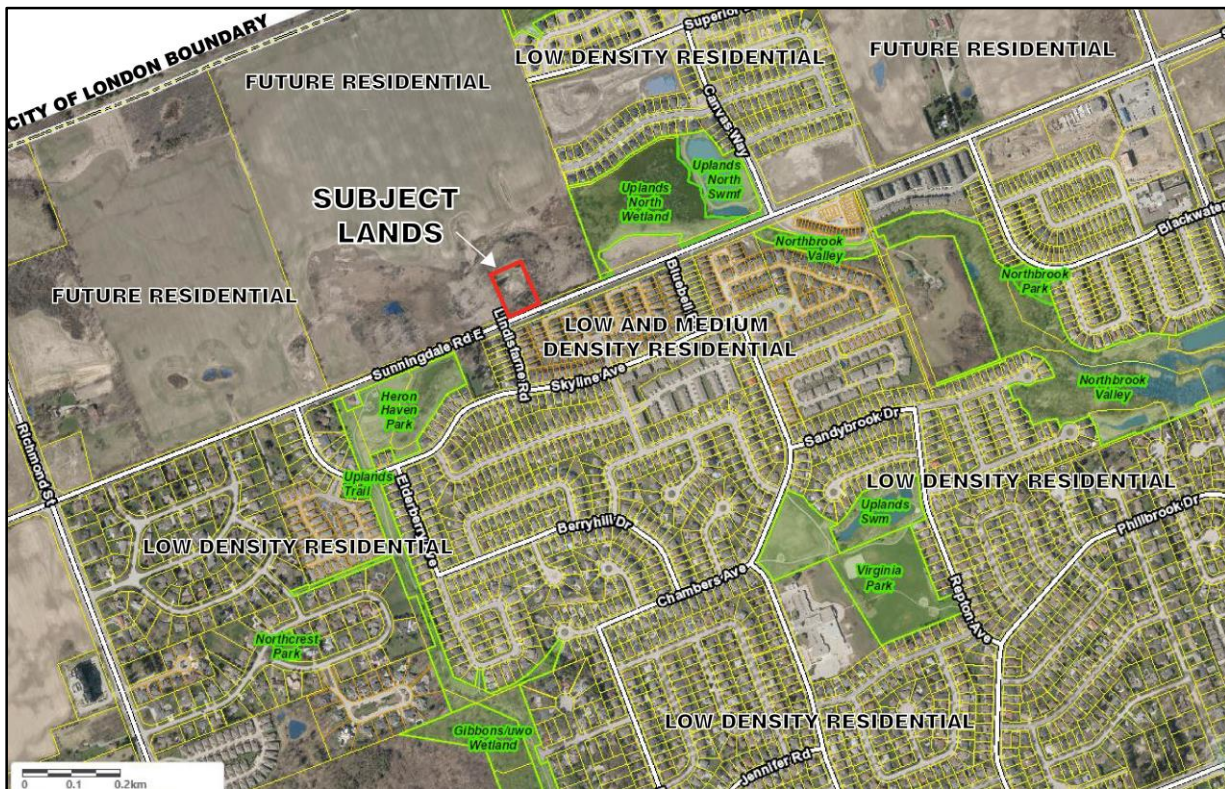 CITY OF LONDON BOUNDARY
FUTURE RESIDENTIAL
LOW DENSITY RESIDENTIAL
FUTURE RESIDENTIAL
Canvas Way
Uplands
North
Swmf
Uplands
North
Wetland
SUBJECT
LANDS
Blackwater
Northbrook
Valley
Northbrook
Park
FUTURE RESIDENTIAL
Lindisfarne Rd
Sunningdale Rd E
LOW AND MEDIUM
DENSITY RESIDENTIAL
Skyline Ave
Heron
Haven
Park
Northbrook
Valley
Sandybrook Dr
Richmond St
Uplands
Trail
Elderberry Ave
LOW DENSITY RESIDENTIAL
Uplands
Swm
Berryhill Dr
Philbrook Dr
LOW DENSITY RESIDENTIAL
Virginia
Park
Chambers Ave
Repton Ave
Northcrest
Park
LOW DENSITY RESIDENTIAL
Gibbons/uwo
Wetland
Jennifer Rd
0 0.1 0.2km